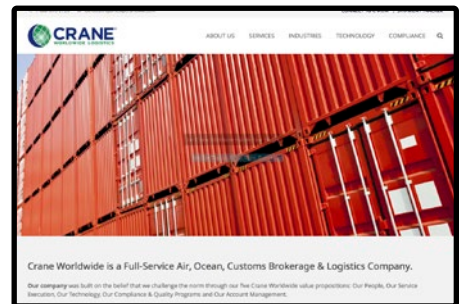 CRANE
WORLDWIDE LOGISTICS
ABOUT US SERVICES INDUSTRIES TECHNOLOGY COMPLIANCE
Crane Worldwide is a Full-Service Air, Ocean, Customs Brokerage & Logistics Company.
Our company was built on the belief that we challenge the norm through our five Crane Worldwide value propositions: Our People, Our Service
Execution, Our Technology, Our Compliance & Quality Programs and Our Account Management.